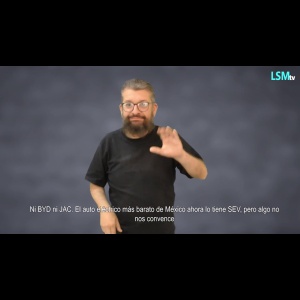 LSMtv
Ni BYD ni JAC. El auto eléctrico más barato de México ahora lo tiene SEV, pero algo no
nos convence